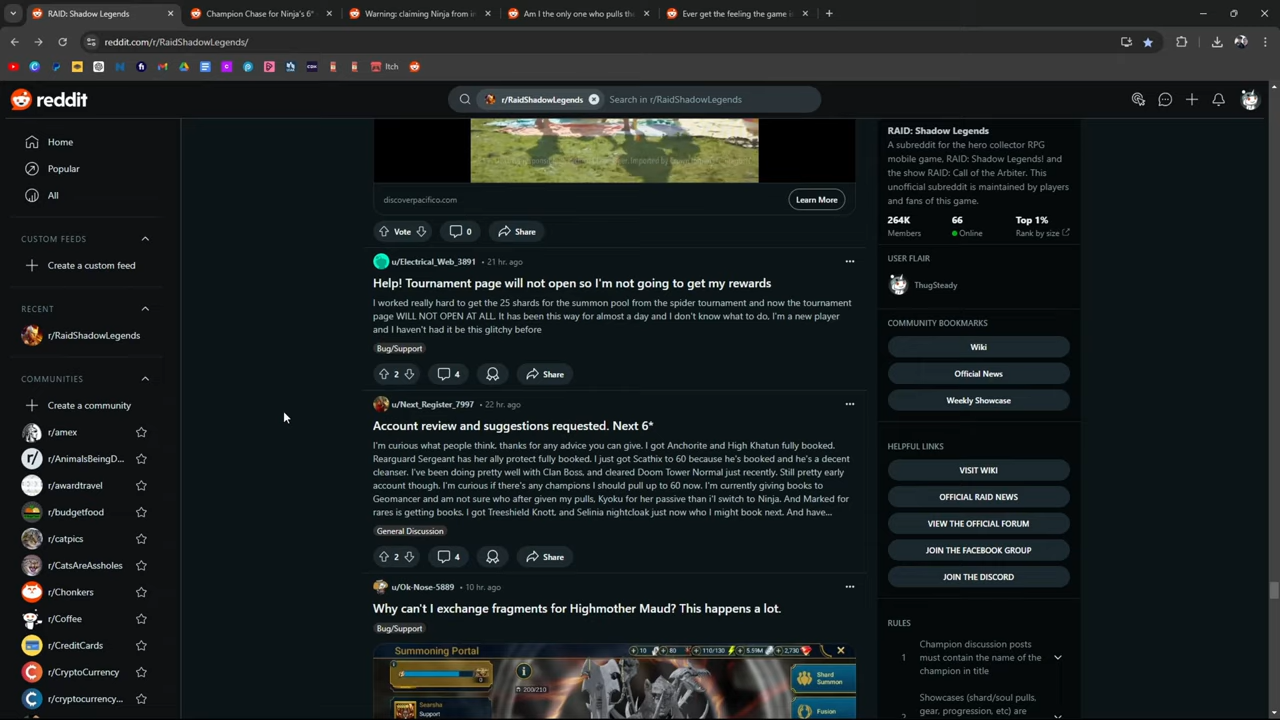 RAID: Shadow Legends
Champion Chase for Ninja's 6*
Warning: claiming Ninja from in
Am I the only one who pulls the
Ever get the feeling the game is
reddit.com/r/RaidShadowLegends/
Itch
reddit
r/RaidShadowLegends
Search in r/RaidShadowLegends
Home
Popular
All
CUSTOM FEEDS
Create a custom feed
RECENT
r/RaidShadowLegends
COMMUNITIES
Create a community
r/amex
r/AnimalsBeingD...
r/awardtravel
r/budgetfood
r/catpics
r/CatsAreAssholes
r/Chonkers
r/Coffee
r/CreditCards
r/CryptoCurrency
r/cryptocurrency...
discoverpacifico.com
Learn More
Vote
0
Share
u/Electrical_Web_3891 • 21 hr. ago
Help! Tournament page will not open so I'm not going to get my rewards
I worked really hard to get the 25 shards for the summon pool from the spider tournament and now the tournament
page WILL NOT OPEN AT ALL. It has been this way for almost a day and I don't know what to do, I'm a new player
and I haven't had it be this glitchy before
Bug/Support
2
4
Share
u/Next_Register_7997 • 22 hr. ago
Account review and suggestions requested. Next 6*
I'm curious what people think, thanks for any advice you can give. I got Anchorite and High Khatun fully booked.
Rearguard Sergeant has her ally protect fully booked. I just got Scathix to 60 because he's booked and he's a decent
cleanser. I've been doing pretty well with Clan Boss, and cleared Doom Tower Normal just recently. Still pretty early
account though. I'm curious if there's any champions I should pull up to 60 now. I'm currently giving books to
Geomancer and am not sure who after given my pulls, Kyoku for her passive than i'l switch to Ninja. And Marked for
rares is getting books. I got Treeshield Knott, and Selinia nightcloak just now who I might book next. And have...
General Discussion
2
4
Share
u/Ok-Nose-5889 • 10 hr. ago
Why can't I exchange fragments for Highmother Maud? This happens a lot.
Bug/Support
Summoning Portal
10
80
110/130
5.59M
2,730
200/210
Shard
Summon
Searsha
Support
Fusion
RAID: Shadow Legends
A subreddit for the hero collector RPG
mobile game, RAID: Shadow Legends! and
the show RAID: Call of the Arbiter. This
unofficial subreddit is maintained by players
and fans of this game.
264K
66
Top 1%
Members
Online
Rank by size
USER FLAIR
ThugSteady
COMMUNITY BOOKMARKS
Wiki
Official News
Weekly Showcase
HELPFUL LINKS
VISIT WIKI
OFFICIAL RAID NEWS
VIEW THE OFFICIAL FORUM
JOIN THE FACEBOOK GROUP
JOIN THE DISCORD
RULES
1
Champion discussion posts
must contain the name of the
champion in title
Showcases (shard/soul pulls,
gear, progression, etc) are